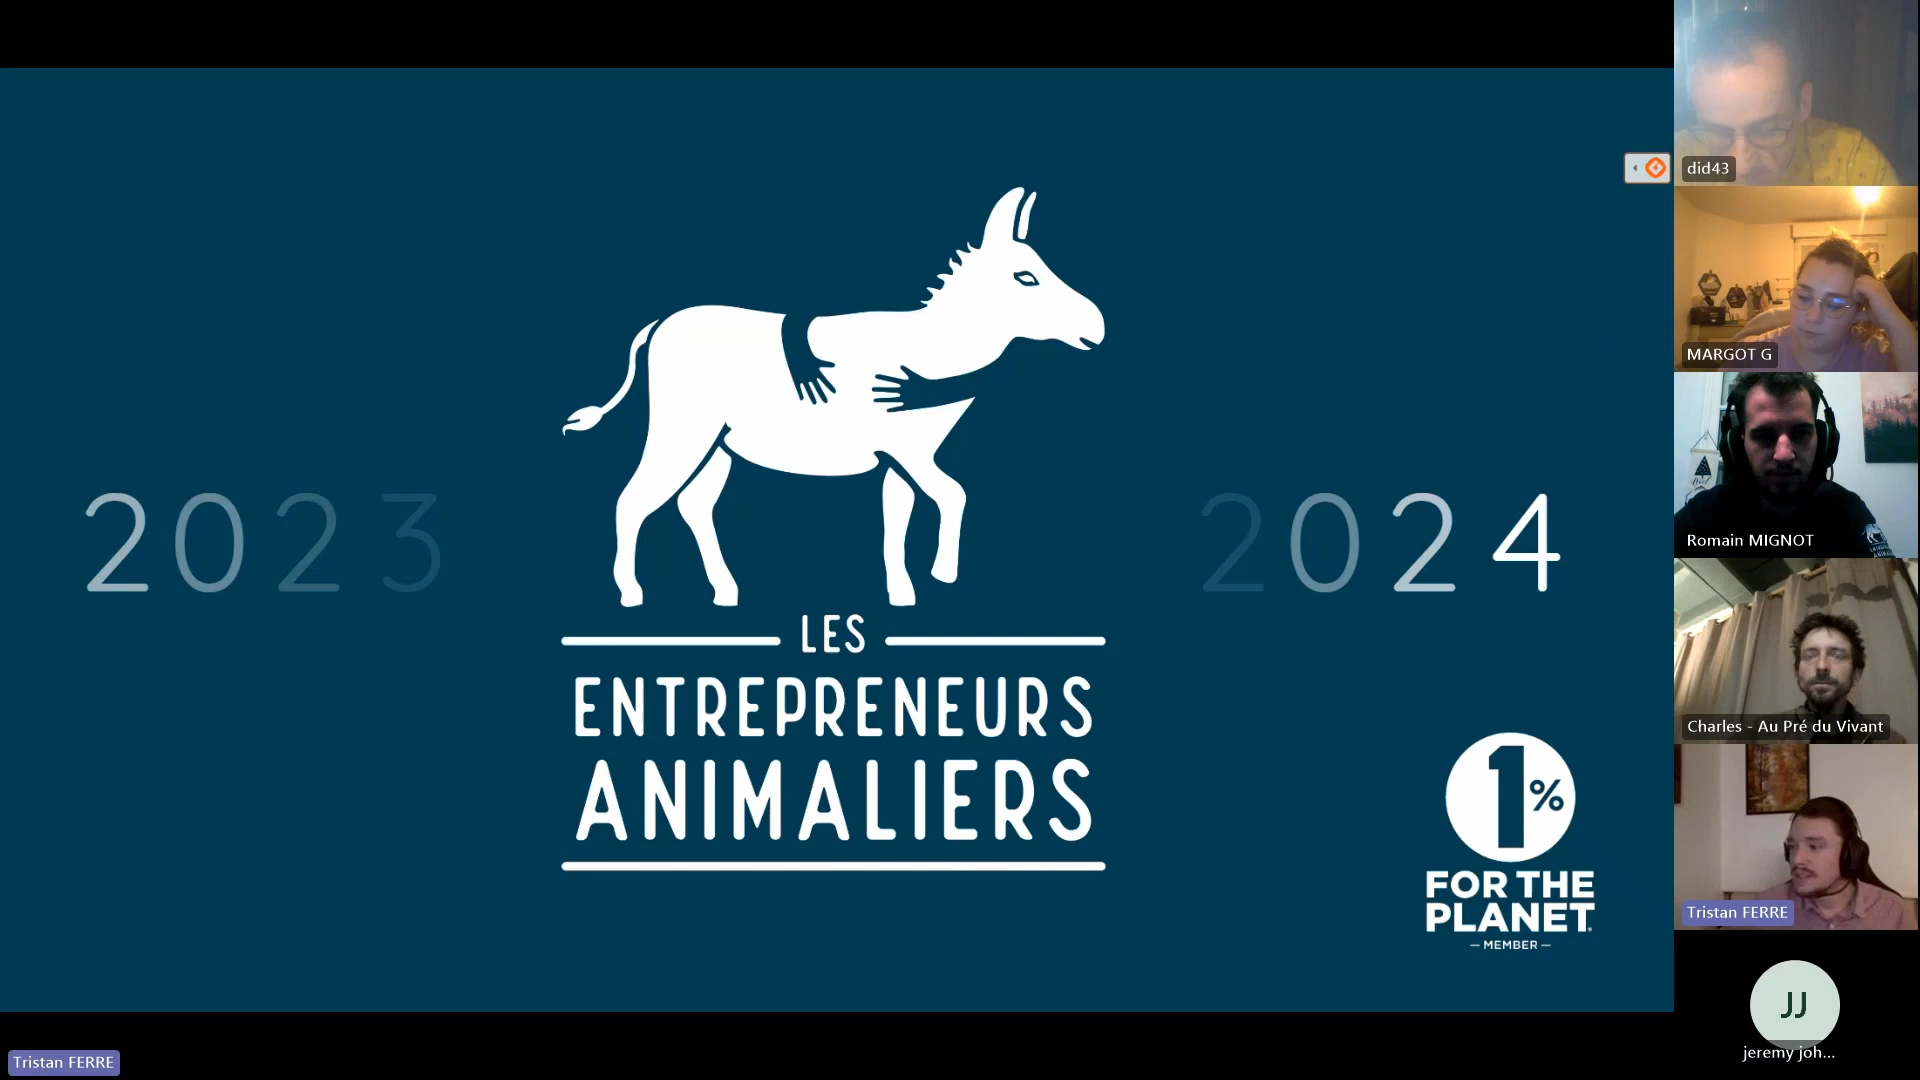 2023
2024
LES
ENTREPRENEURS
ANIMALIERS
1%
FOR THE
PLANET
— MEMBER —
Tristan FERRE
did43
MARGOT G
Romain MIGNOT
Charles - Au Pré du Vivant
Tristan FERRE
JJ
jeremy joh...